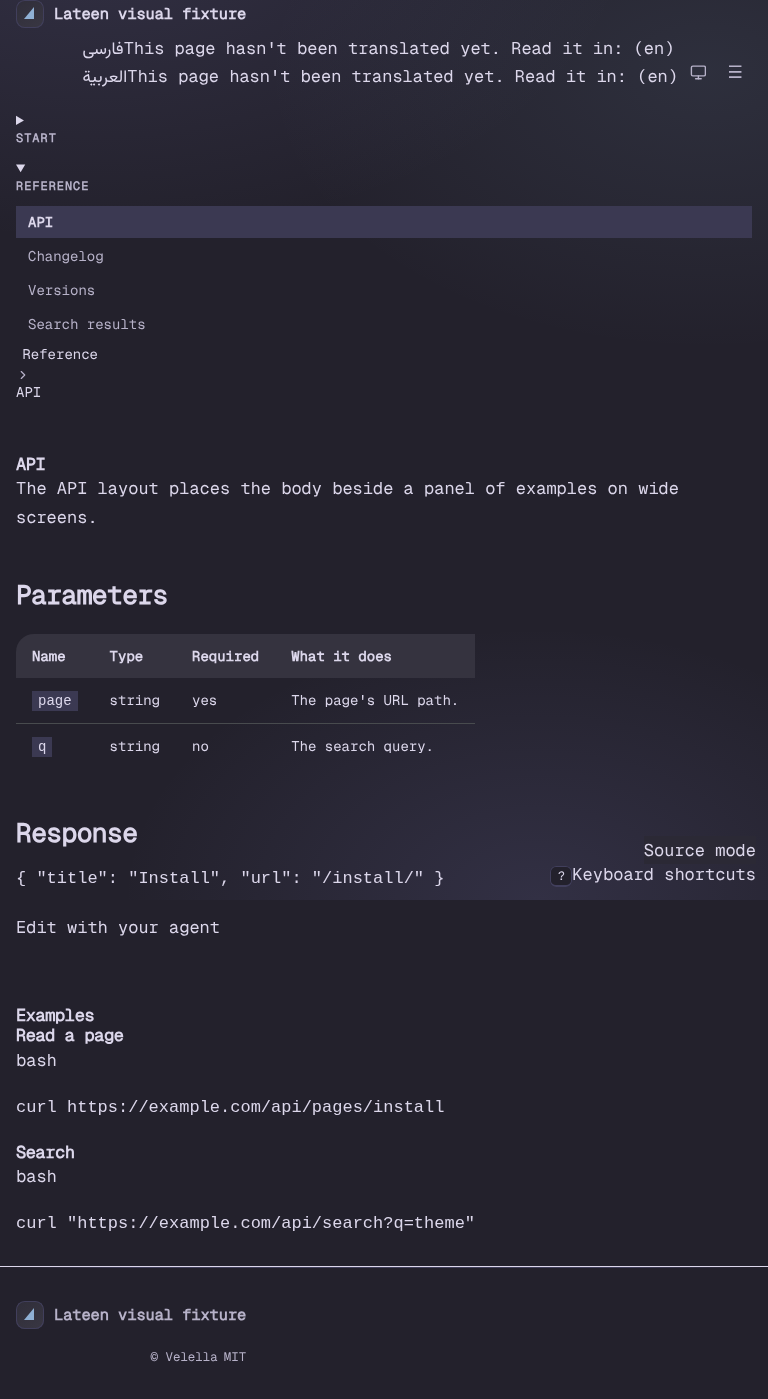 Lateen visual fixture
فارسی This page hasn't been translated yet. Read it in: (en)
العربية This page hasn't been translated yet. Read it in: (en)
START
REFERENCE
API
Changelog
Versions
Search results
Reference
API
API
The API layout places the body beside a panel of examples on wide
screens.
Parameters
Name Type Required What it does
page string yes The page's URL path.
q string no The search query.
Response
Source mode
{ "title": "Install", "url": "/install/" }
? Keyboard shortcuts
Edit with your agent
Examples
Read a page
bash
curl https://example.com/api/pages/install
Search
bash
curl "https://example.com/api/search?q=theme"
Lateen visual fixture
© Velella MIT